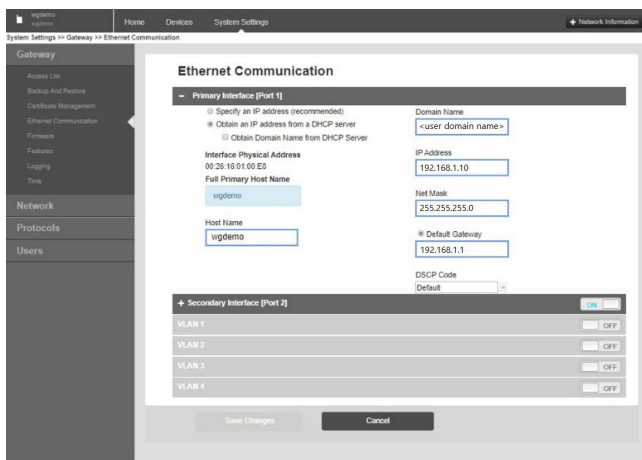 wgdemo
wgdemo
Home
Devices
System Settings
+ Network Information
System Settings >> Gateway >> Ethernet Communication
Gateway
Access List
Backup And Restore
Certificate Management
Ethernet Communication
Firmware
Features
Logging
Time
Network
Protocols
Users
Ethernet Communication
− Primary Interface [Port 1]
Specify an IP address (recommended)
Obtain an IP address from a DHCP server
Obtain Domain Name from DHCP Server
Interface Physical Address
00:26:16:01:00:E8
Full Primary Host Name
wgdemo
Host Name
wgdemo
Domain Name
<user domain name>
IP Address
192.168.1.10
Net Mask
255.255.255.0
Default Gateway
192.168.1.1
DSCP Code
Default
+ Secondary Interface [Port 2]
ON
VLAN 1
OFF
VLAN 2
OFF
VLAN 3
OFF
VLAN 4
OFF
Save Changes
Cancel